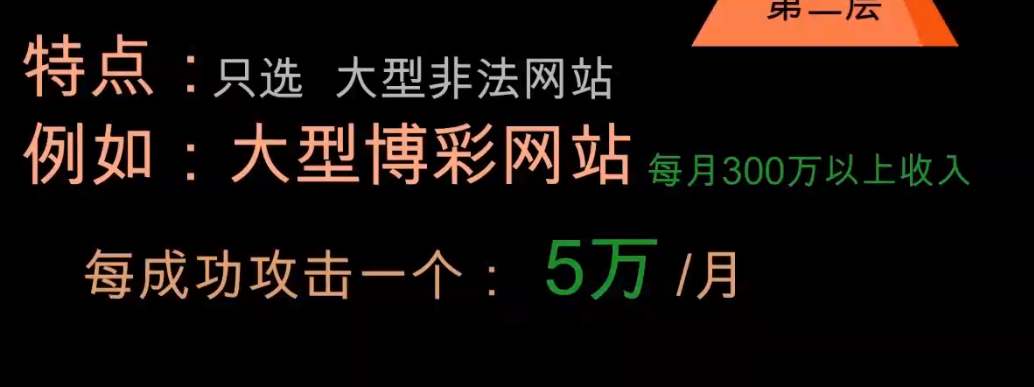 第二层
特点：只选 大型非法网站
例如：大型博彩网站 每月300万以上收入
每成功攻击一个： 5万 /月